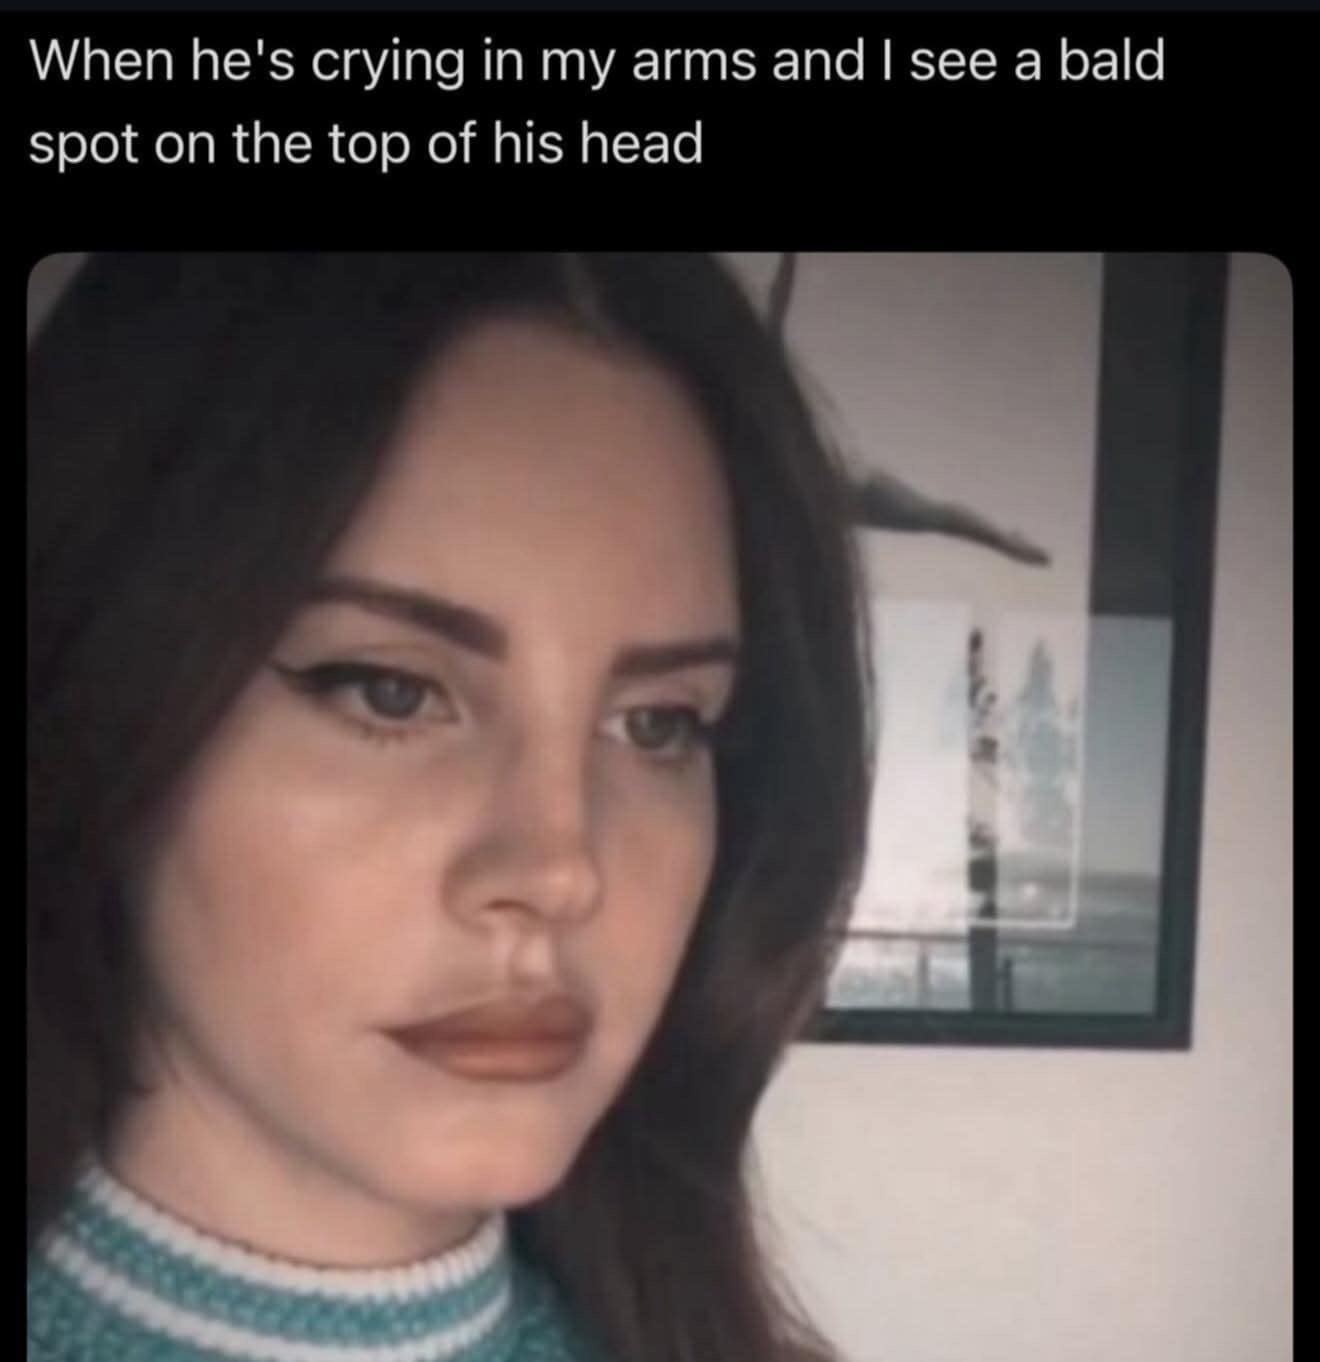 When he's crying in my arms and I see a bald
spot on the top of his head